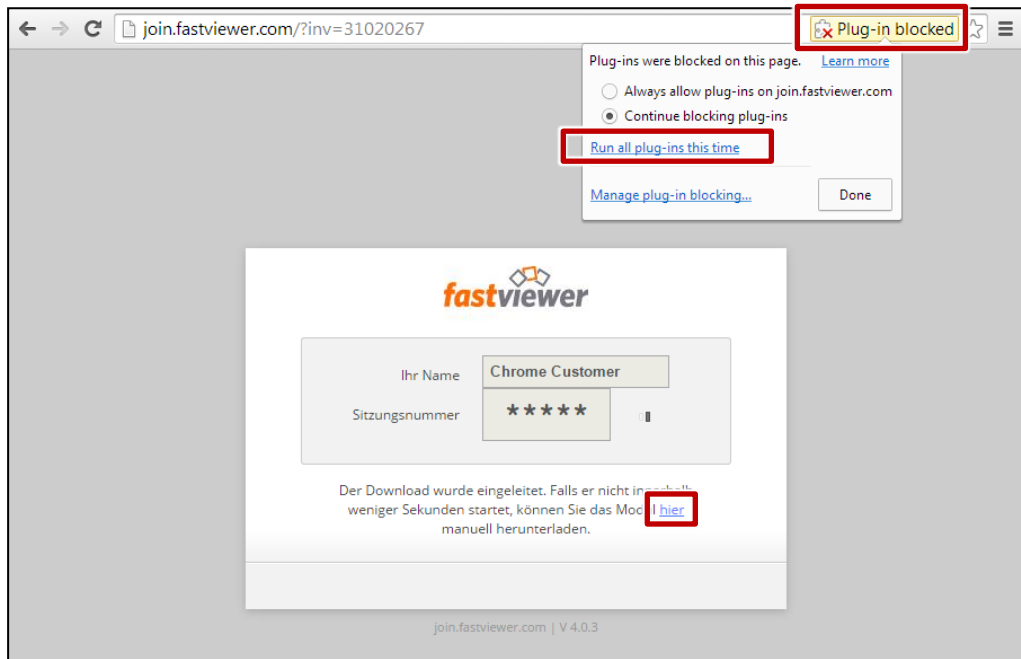 join.fastviewer.com/?inv=31020267
Plug-in blocked
Plug-ins were blocked on this page. Learn more
Always allow plug-ins on join.fastviewer.com
Continue blocking plug-ins
Run all plug-ins this time
Manage plug-in blocking...
Done
fastviewer
Ihr Name
Chrome Customer
Sitzungsnummer
*****
Der Download wurde eingeleitet. Falls er nicht
weniger Sekunden startet, können Sie das hier
manuell herunterladen.
join.fastviewer.com | V 4.0.3